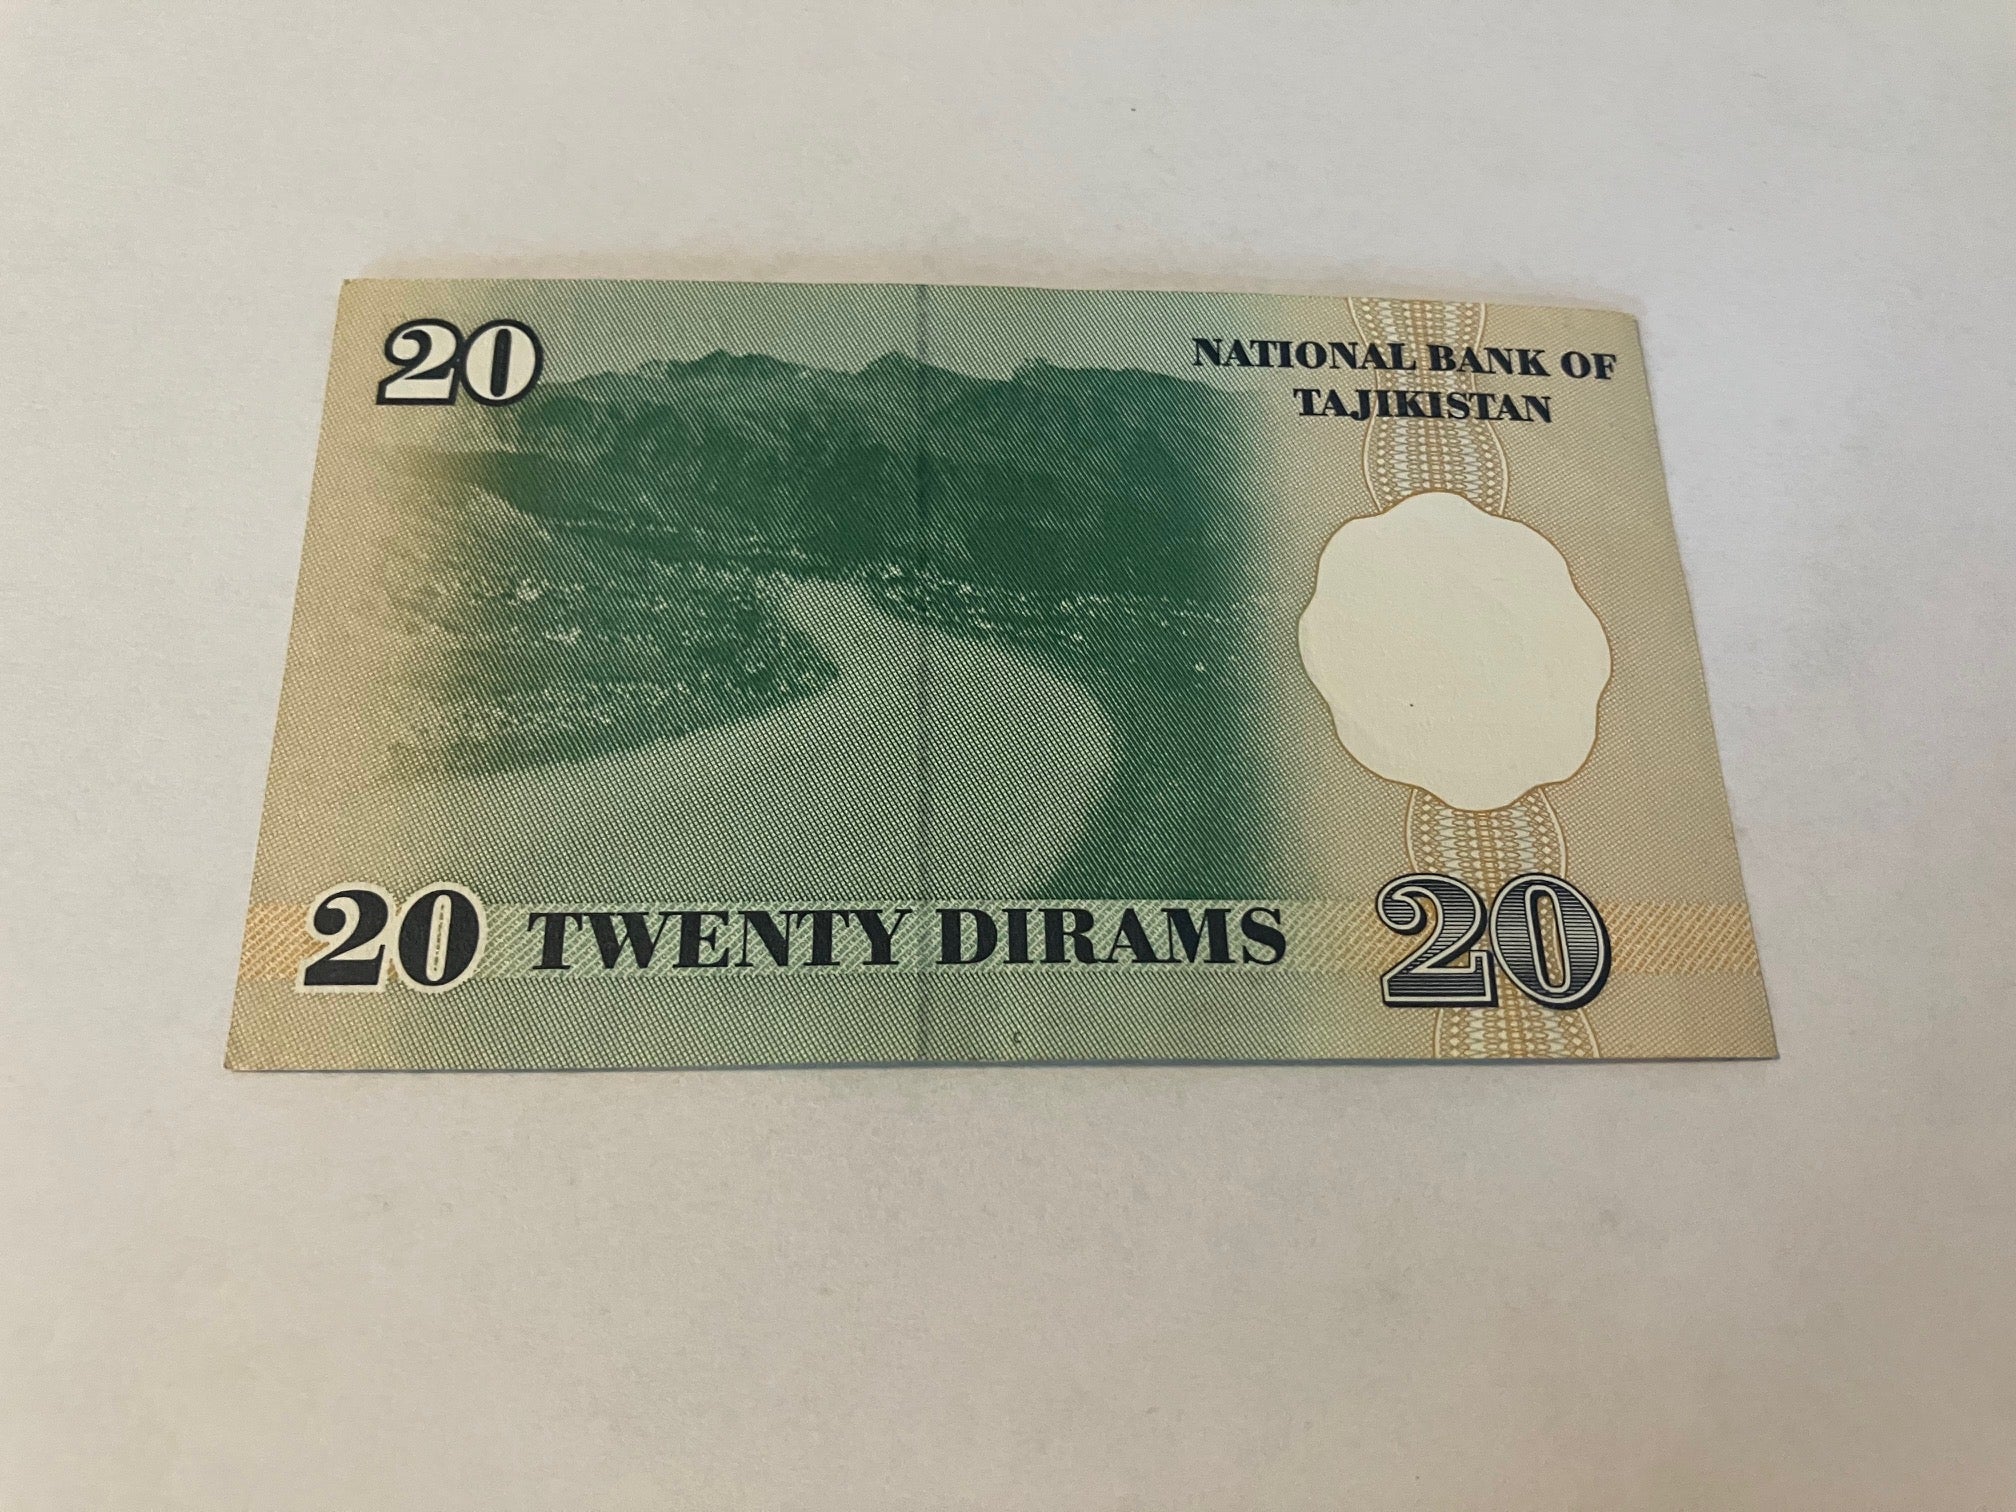 20
NATIONAL BANK OF
TAJIKISTAN
20 TWENTY DIRAMS 20